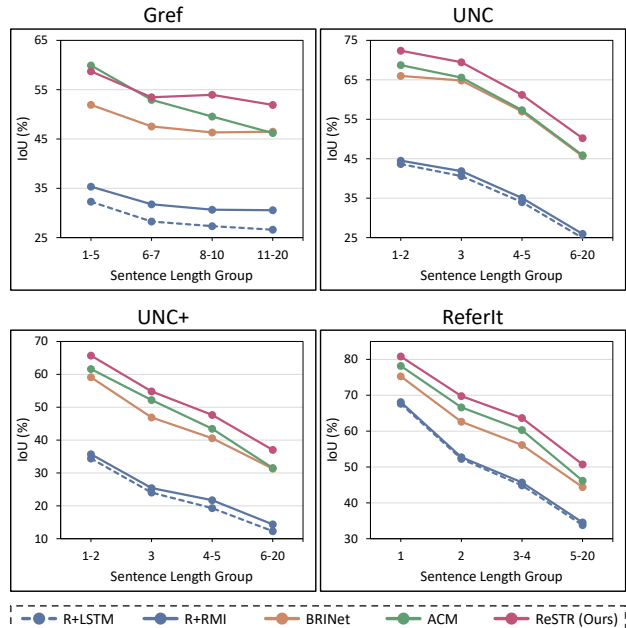 Gref
UNC
65
55
45
35
25
IoU (%)
1-5 6-7 8-10 11-20
Sentence Length Group
75
65
55
45
35
25
IoU (%)
1-2 3 4-5 6-20
Sentence Length Group
UNC+
ReferIt
70
60
50
40
30
20
10
IoU (%)
1-2 3 4-5 6-20
Sentence Length Group
80
70
60
50
40
30
IoU (%)
1 2 3-4 5-20
Sentence Length Group
R+LSTM R+RMI BRINet ACM ReSTR (Ours)